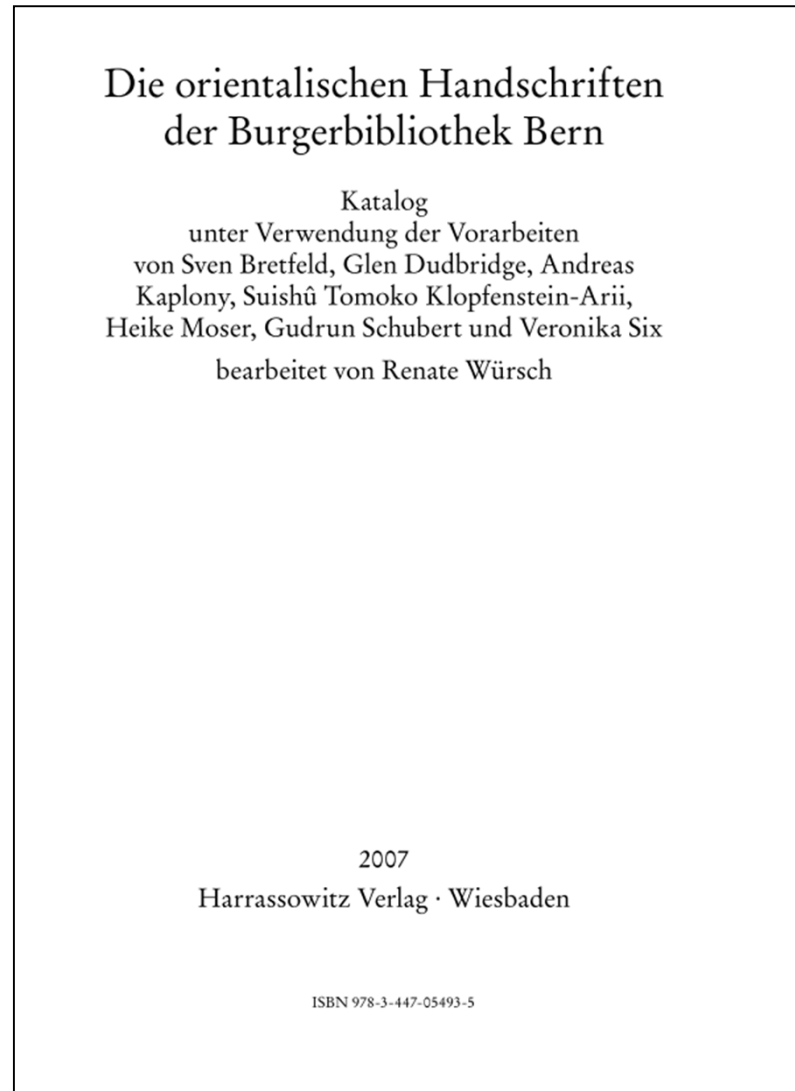 Die orientalischen Handschriften
der Burgerbibliothek Bern
Katalog
unter Verwendung der Vorarbeiten
von Sven Bretfeld, Glen Dudbridge, Andreas
Kaplony, Suishû Tomoko Klopfenstein-Arii,
Heike Moser, Gudrun Schubert und Veronika Six
bearbeitet von Renate Würsch
2007
Harrassowitz Verlag · Wiesbaden
ISBN 978-3-447-05493-5